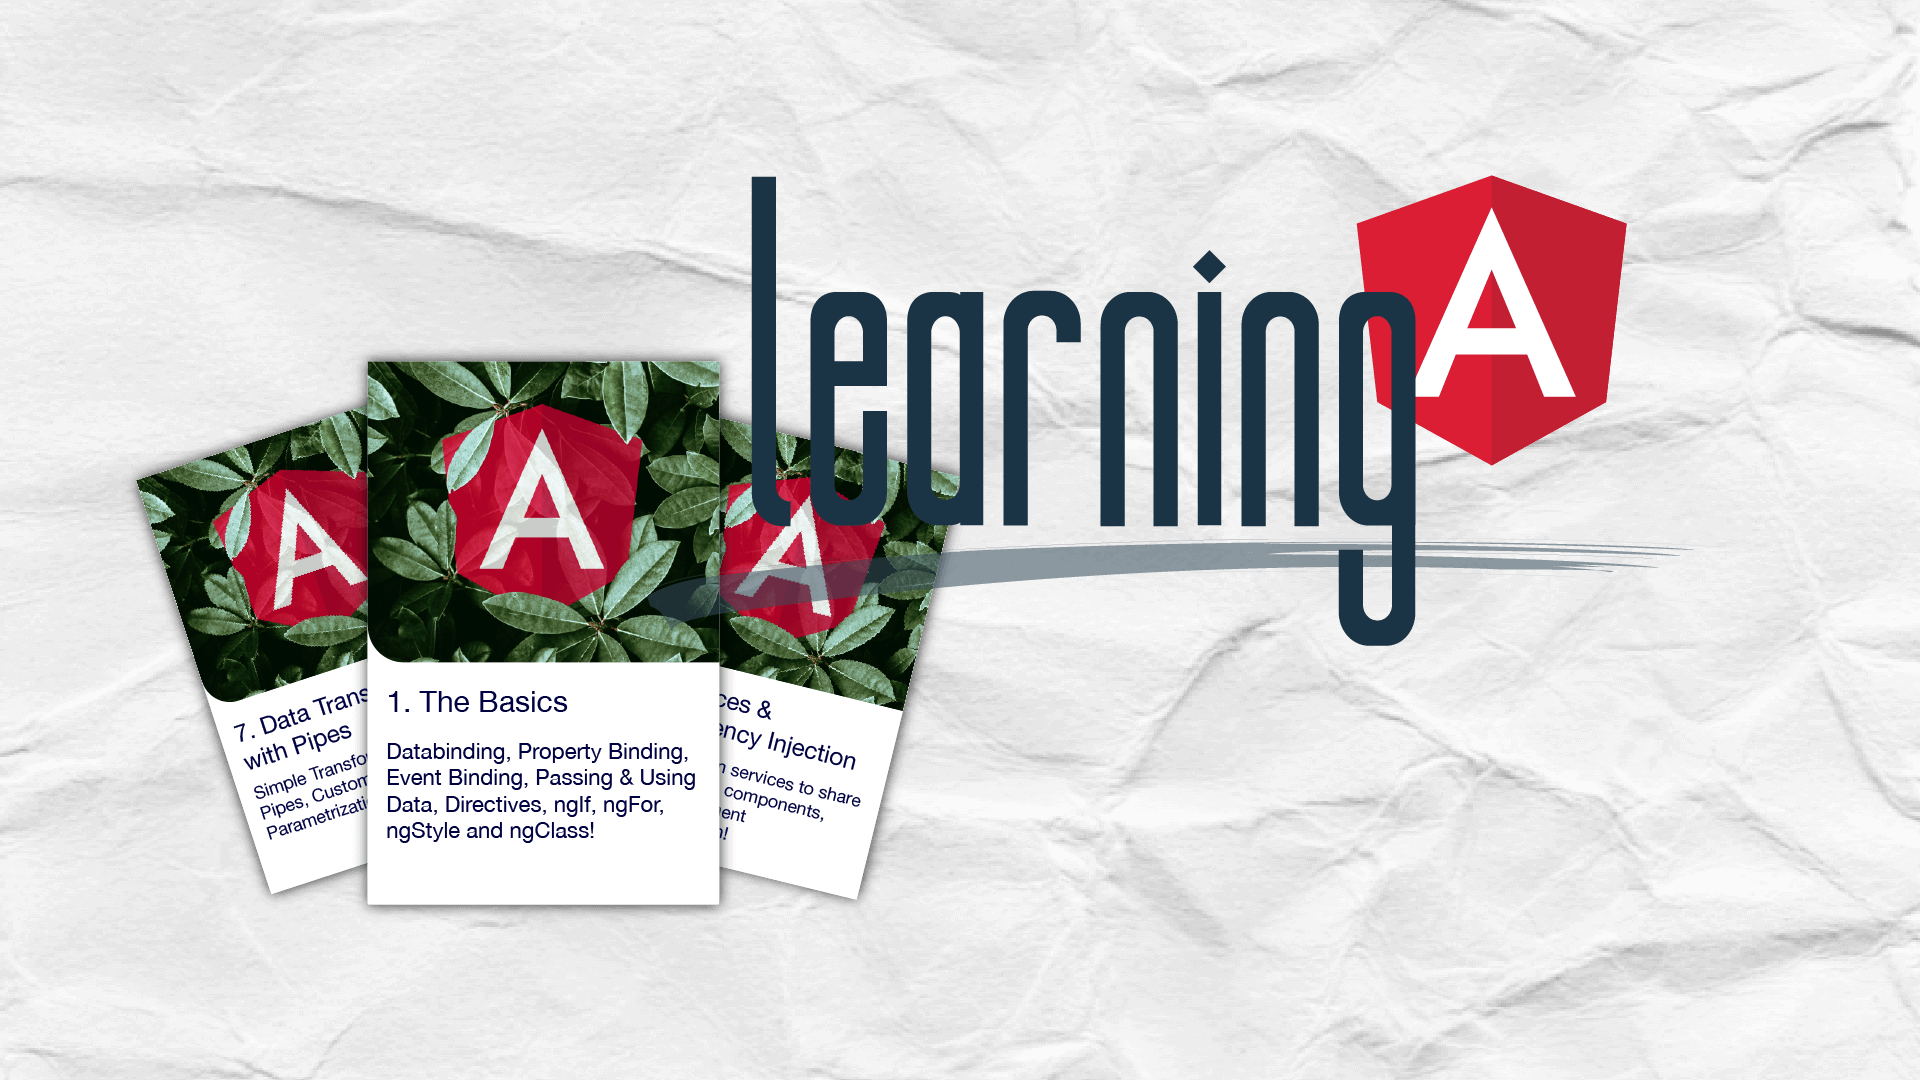 learning
A
A
7. Data Trans
with Pipes
Simple Transfo
Pipes, Custom
Parametrizati
A
1. The Basics
Databinding, Property Binding,
Event Binding, Passing & Using
Data, Directives, ngIf, ngFor,
ngStyle and ngClass!
A
ces &
ency Injection
n services to share
components,
ent
n!